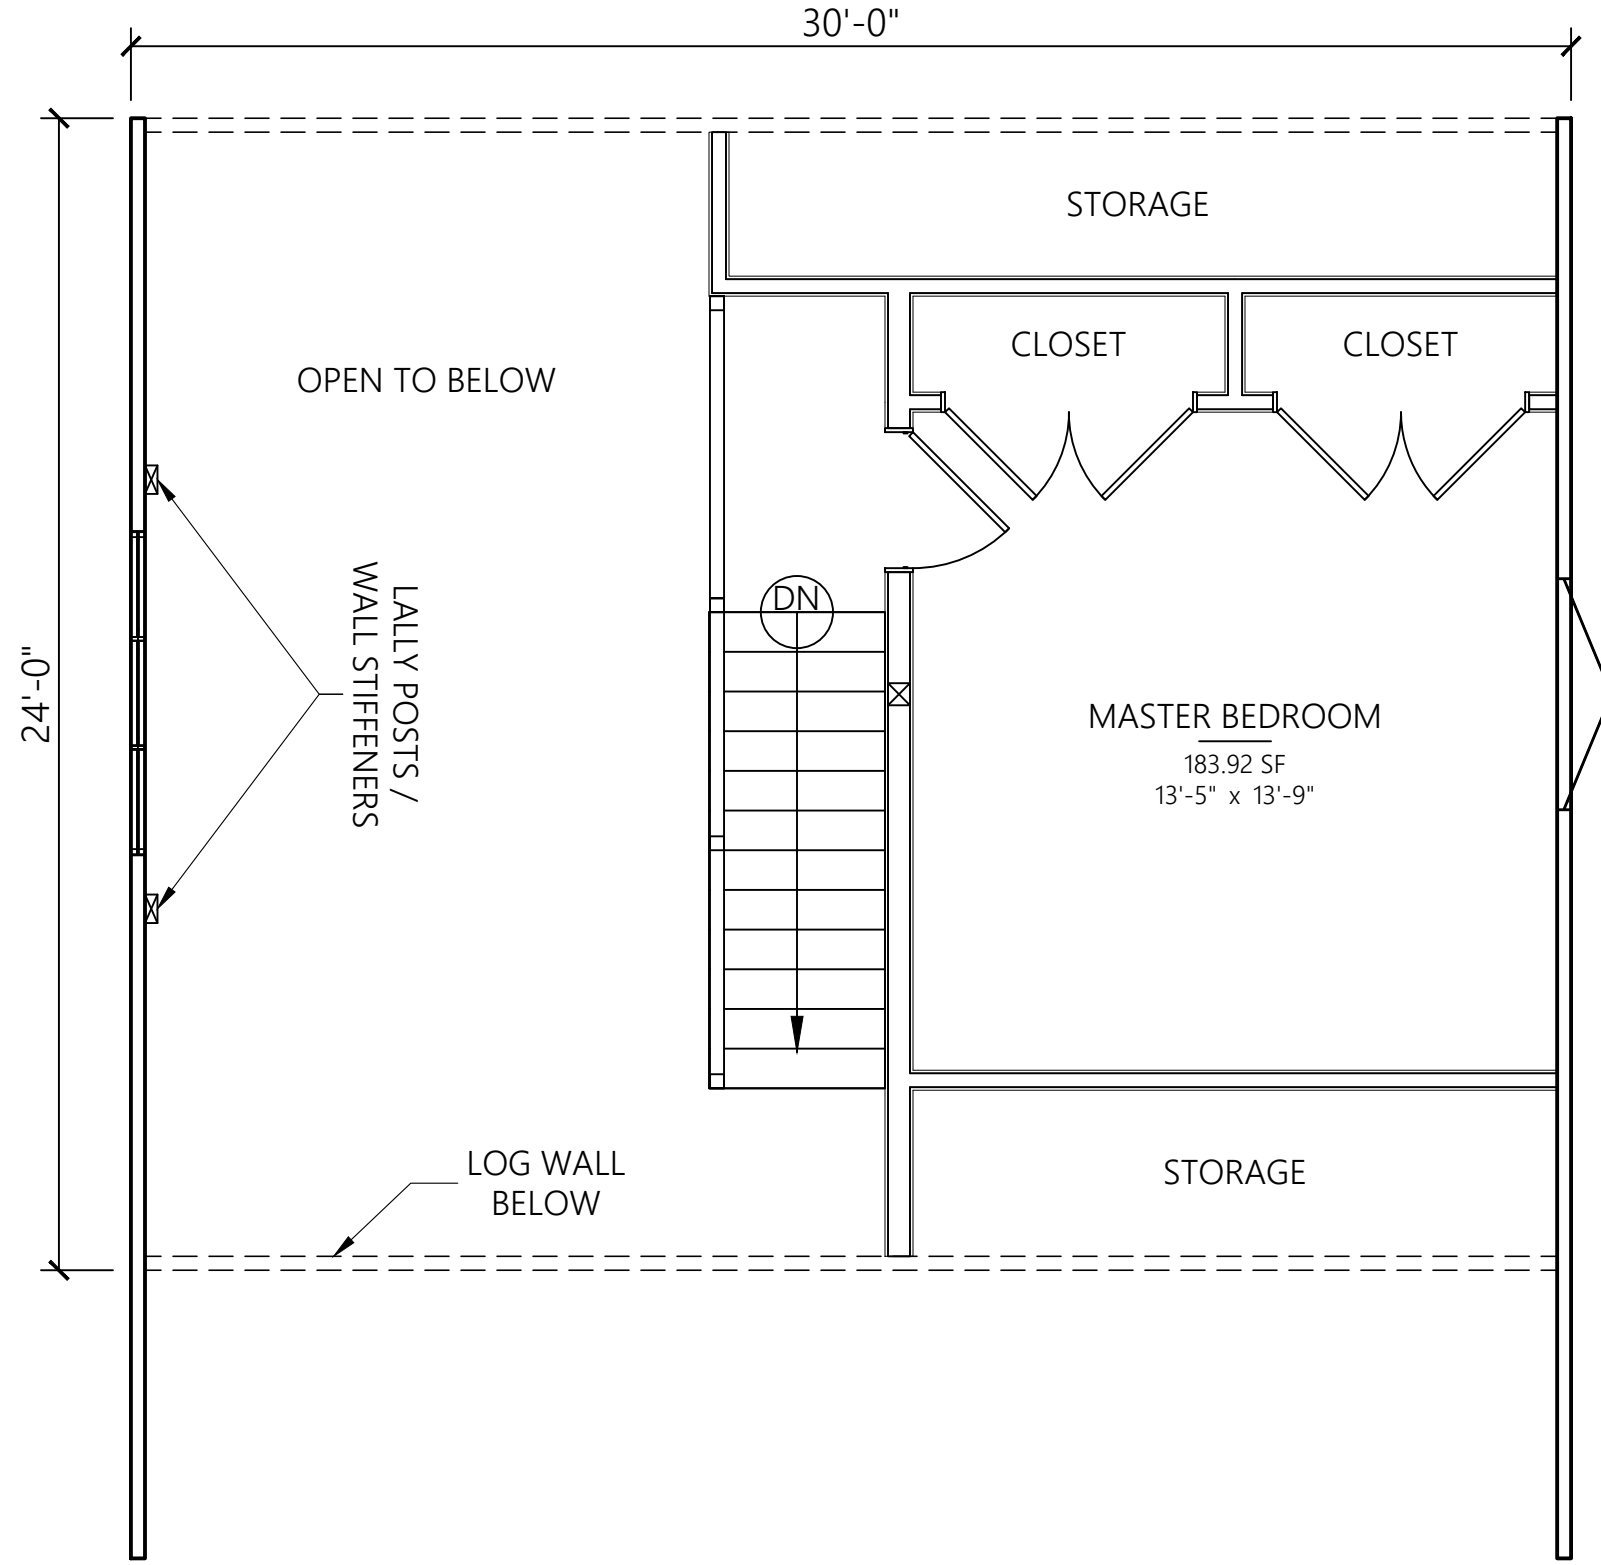 30'-0"
STORAGE
CLOSET
CLOSET
OPEN TO BELOW
LALLY POSTS /
WALL STIFFENERS
DN
24'-0"
MASTER BEDROOM
183.92 SF
13'-5" x 13'-9"
LOG WALL
BELOW
STORAGE